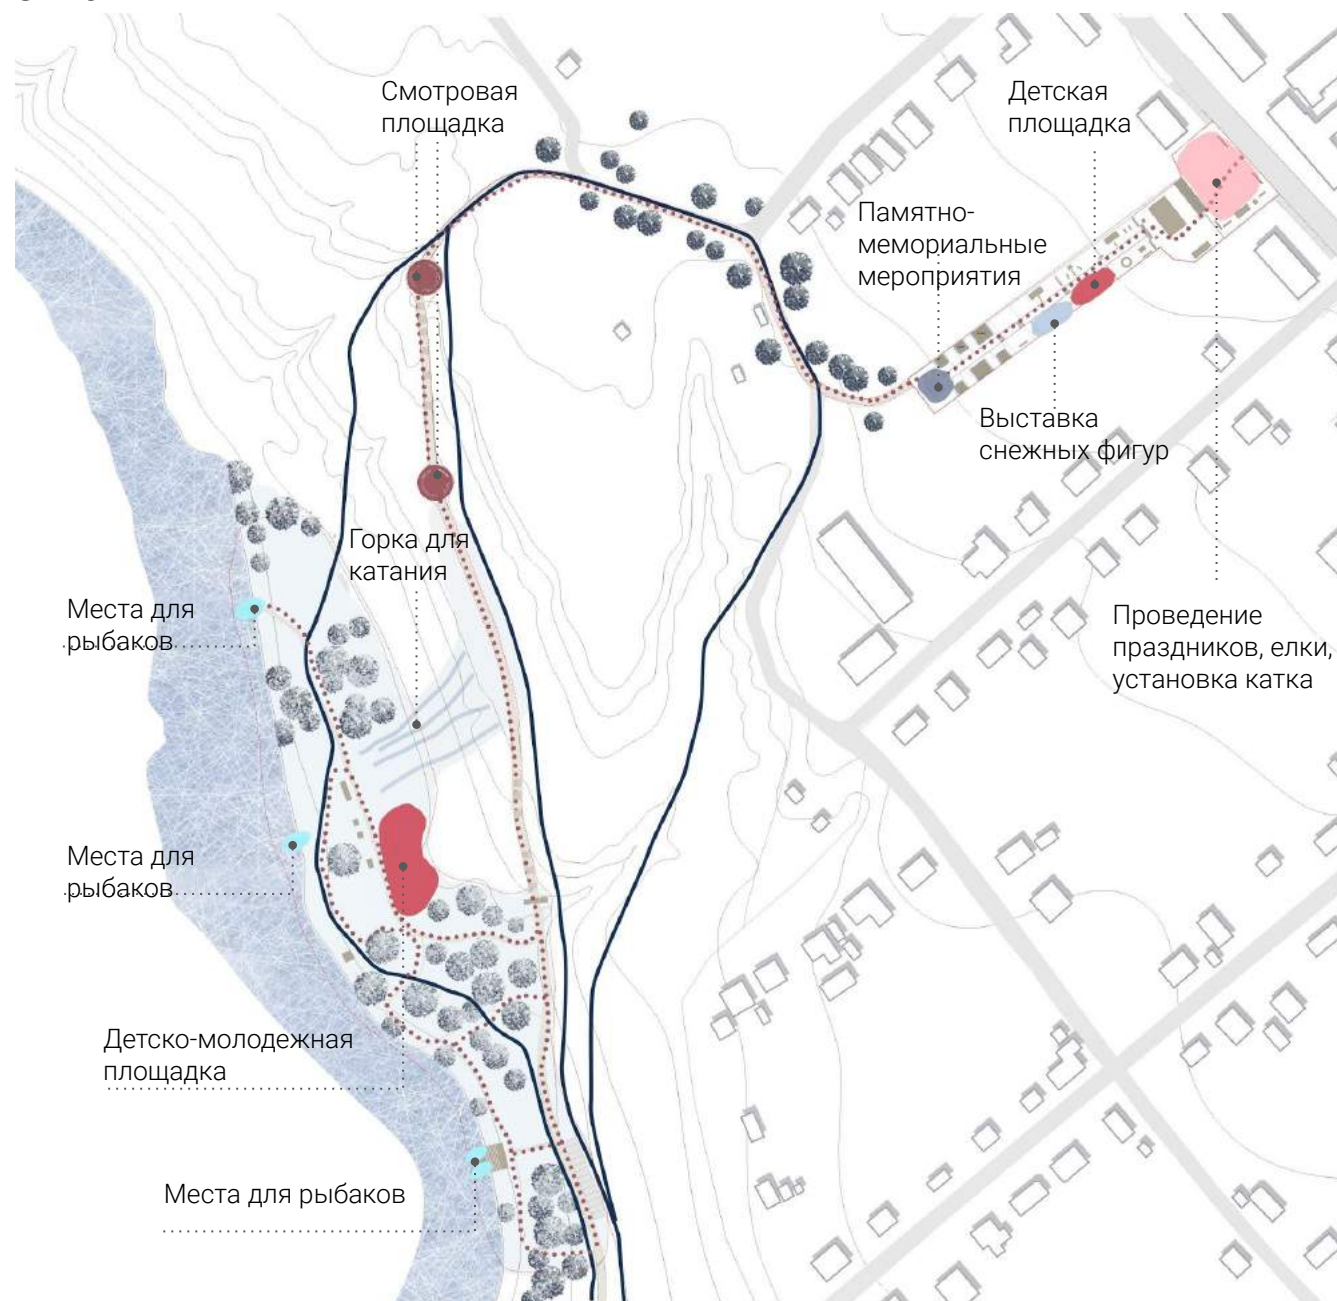 Смотровая
площадка
Детская
площадка
Памятно-
мемориальные
мероприятия
Выставка
снежных фигур
Горка для
катания
Места для
рыбаков
Проведение
праздников, елки,
установка катка
Места для
рыбаков
Детско-молодежная
площадка
Места для рыбаков